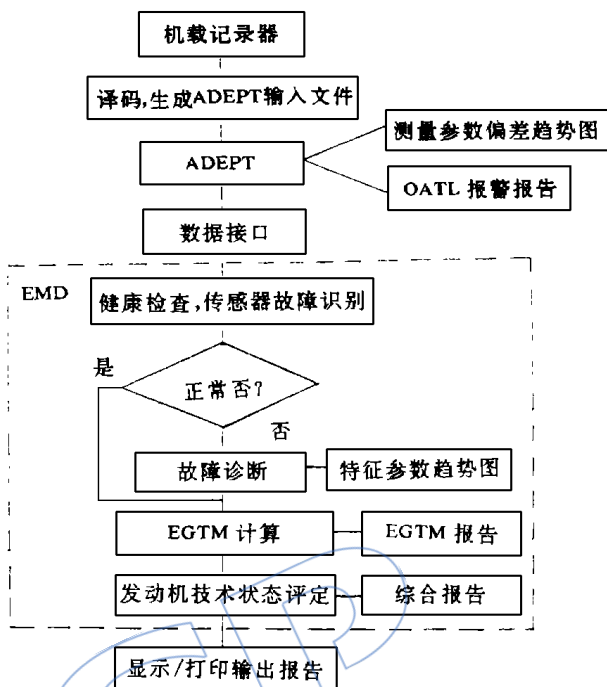 机载记录器
译码,生成ADEPT输入文件
测量参数偏差趋势图
ADEPT
OATL 报警报告
数据接口
EMD
健康检查,传感器故障识别
是
正常否?
否
故障诊断
特征参数趋势图
EGTM 计算
EGTM 报告
发动机技术状态评定
综合报告
显示/打印输出报告